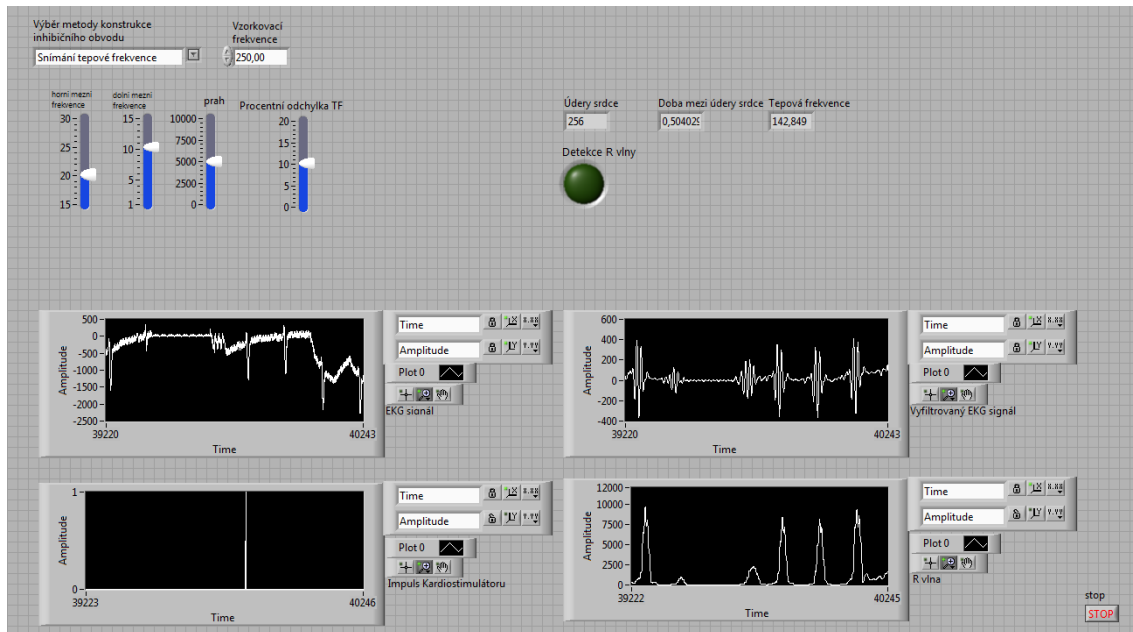 Výběr metody konstrukce
inhibičního obvodu
Snímání tepové frekvence
Vzorkovací
frekvence
250,00
horni mezni
frekvence
30
25
20
15
dolni mezni
frekvence
15
10
5
1
prah
10000
7500
5000
2500
0
Procentní odchylka TF
20
15
10
5
0
Údery srdce
256
Doba mezi údery srdce
0,504029
Tepová frekvence
142,849
Detekce R vlny
500
0
-500
-1000
-1500
-2000
-2500
Amplitude
39220
40243
Time
Time
Amplitude
Plot 0
EKG signál
600
400
200
0
-200
-400
Amplitude
39220
40243
Time
Time
Amplitude
Plot 0
Vyfiltrovaný EKG signál
1
0
Amplitude
39223
40246
Time
Time
Amplitude
Plot 0
Impuls Kardiostimulátoru
12000
10000
7500
5000
2500
0
Amplitude
39222
40245
Time
Time
Amplitude
Plot 0
R vlna
stop
STOP